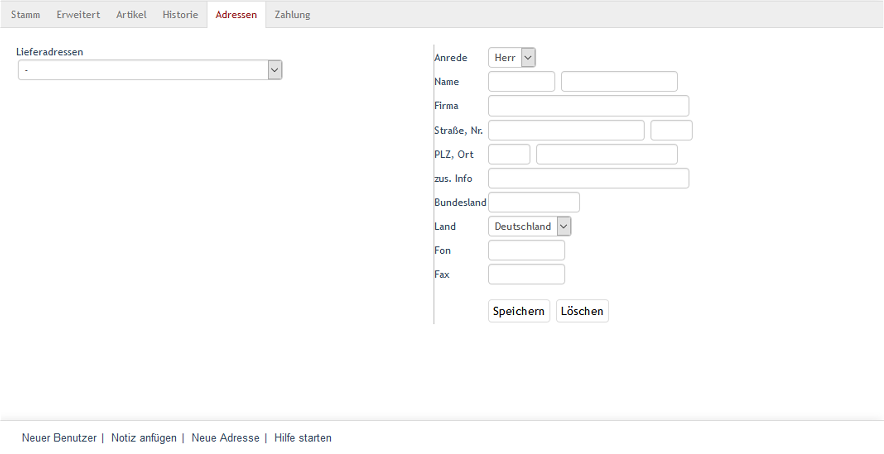 Stamm Erweitert Artikel Historie Adressen Zahlung
Lieferadressen
-
Anrede Herr
Name
Firma
Straße, Nr.
PLZ, Ort
zus. Info
Bundesland
Land Deutschland
Fon
Fax
Speichern Löschen
Neuer Benutzer | Notiz anfügen | Neue Adresse | Hilfe starten